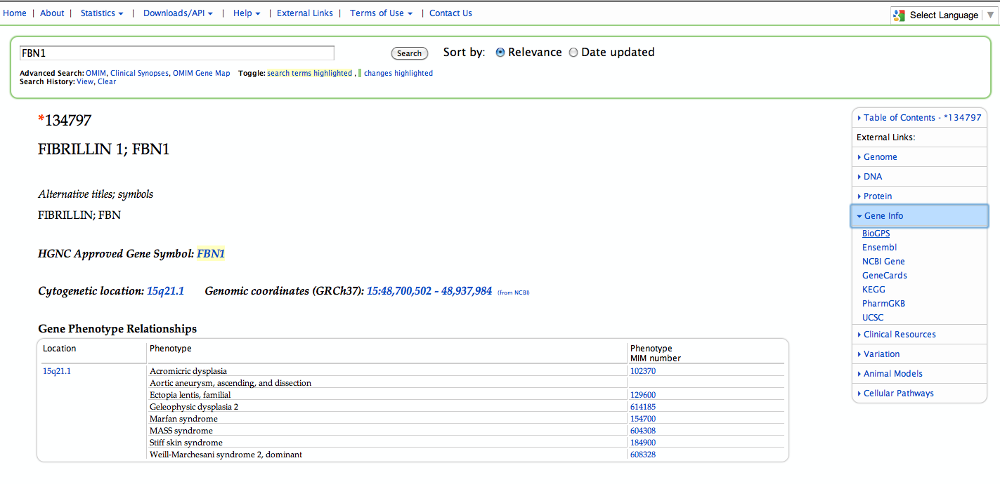 Home | About | Statistics | Downloads/API | Help | External Links | Terms of Use | Contact Us
Select Language
FBN1
Search
Sort by: Relevance Date updated
Advanced Search: OMIM, Clinical Synopses, OMIM Gene Map Toggle: search terms highlighted , changes highlighted
Search History: View, Clear
*134797
FIBRILLIN 1; FBN1
Alternative titles; symbols
FIBRILLIN; FBN
HGNC Approved Gene Symbol: FBN1
Cytogenetic location: 15q21.1 Genomic coordinates (GRCh37): 15:48,700,502 - 48,937,984 (from NCBI)
Gene Phenotype Relationships
Location Phenotype Phenotype
MIM number
15q21.1 Acromicric dysplasia 102370
Aortic aneurysm, ascending, and dissection
Ectopia lentis, familial 129600
Geleophysic dysplasia 2 614185
Marfan syndrome 154700
MASS syndrome 604308
Stiff skin syndrome 184900
Weill-Marchesani syndrome 2, dominant 608328
Table of Contents - *134797
External Links:
Genome
DNA
Protein
Gene Info
BioGPS
Ensembl
NCBI Gene
GeneCards
KEGG
PharmGKB
UCSC
Clinical Resources
Variation
Animal Models
Cellular Pathways